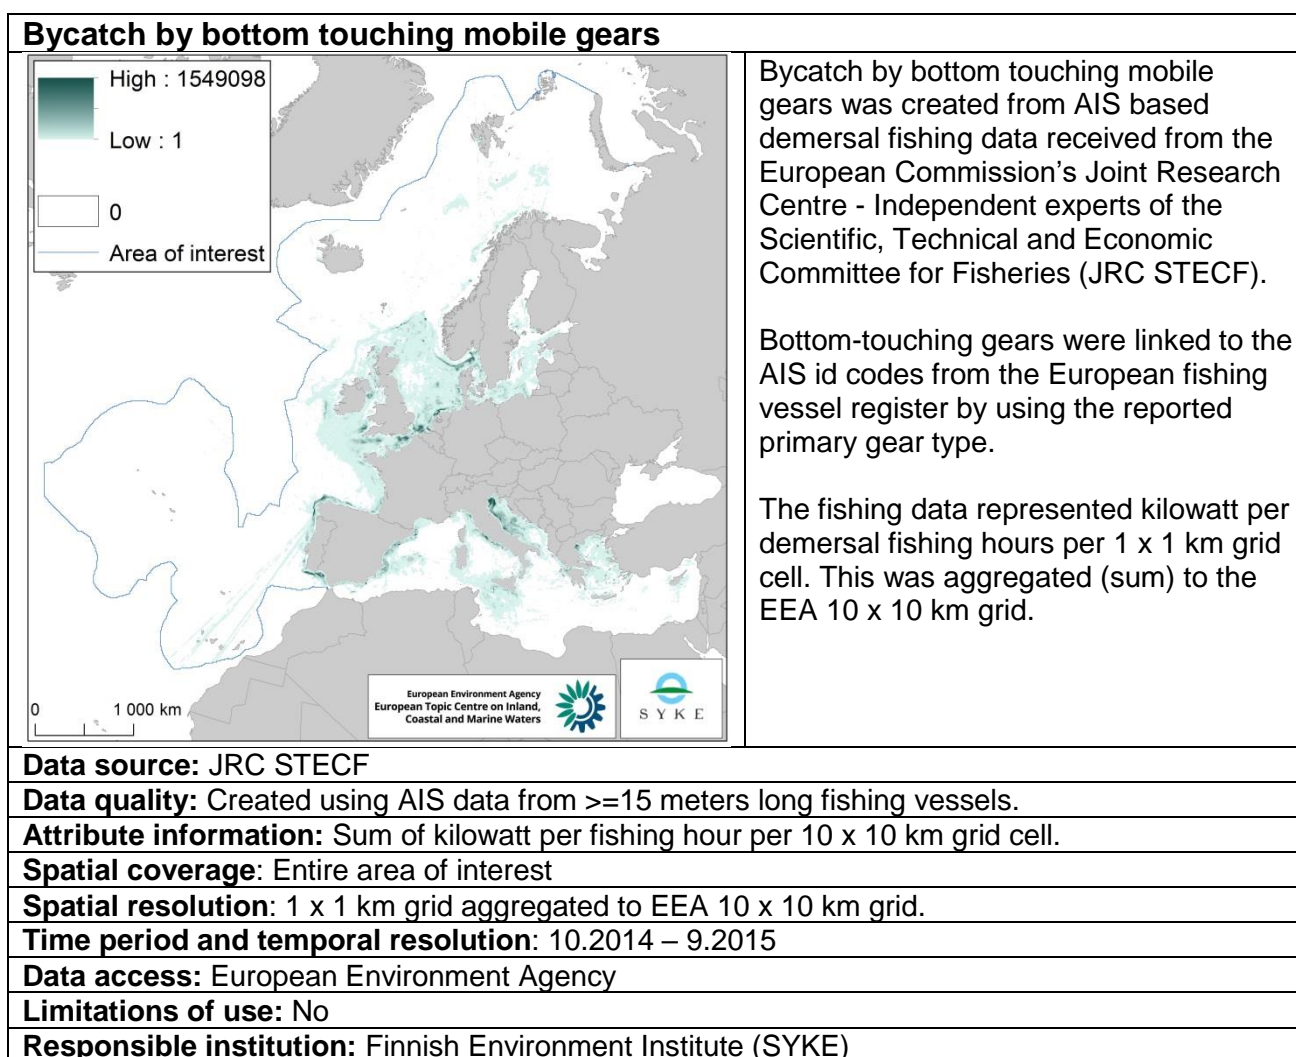 Bycatch by bottom touching mobile gears
High : 1549098
Low : 1
0
Area of interest
0
1 000 km
European Environment Agency
European Topic Centre on Inland,
Coastal and Marine Waters
SYKE
Bycatch by bottom touching mobile
gears was created from AIS based
demersal fishing data received from the
European Commission’s Joint Research
Centre - Independent experts of the
Scientific, Technical and Economic
Committee for Fisheries (JRC STECF).
Bottom-touching gears were linked to the
AIS id codes from the European fishing
vessel register by using the reported
primary gear type.
The fishing data represented kilowatt per
demersal fishing hours per 1 x 1 km grid
cell. This was aggregated (sum) to the
EEA 10 x 10 km grid.
Data source: JRC STECF
Data quality: Created using AIS data from >=15 meters long fishing vessels.
Attribute information: Sum of kilowatt per fishing hour per 10 x 10 km grid cell.
Spatial coverage: Entire area of interest
Spatial resolution: 1 x 1 km grid aggregated to EEA 10 x 10 km grid.
Time period and temporal resolution: 10.2014 – 9.2015
Data access: European Environment Agency
Limitations of use: No
Responsible institution: Finnish Environment Institute (SYKE)